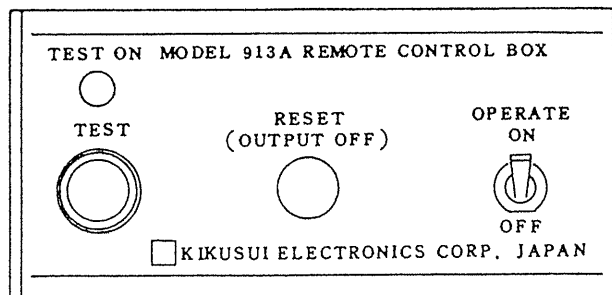 TEST ON MODEL 913A REMOTE CONTROL BOX
TEST
RESET
(OUTPUT OFF)
OPERATE
ON
OFF
KIKUSUI ELECTRONICS CORP. JAPAN